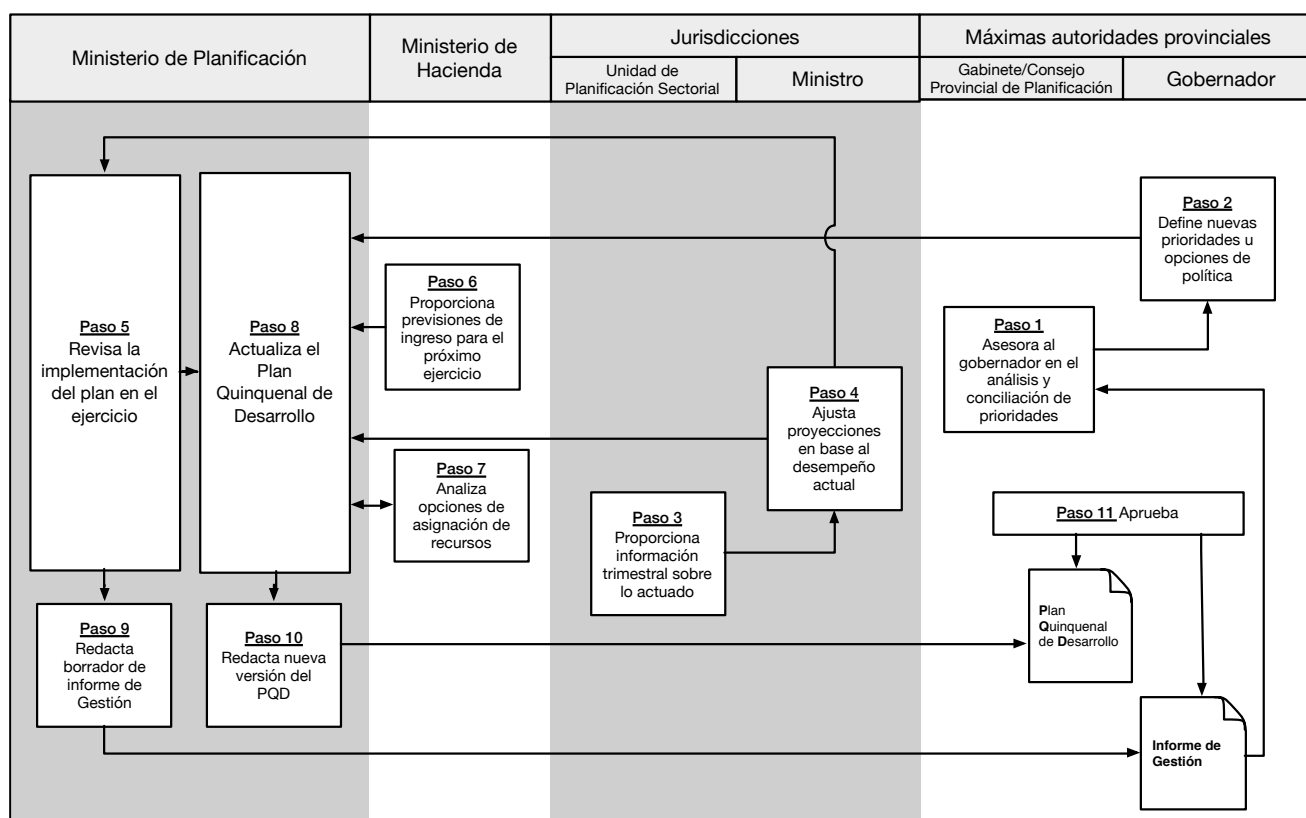 Ministerio de Planificación
Ministerio de
Hacienda
Jurisdicciones
Unidad de
Planificación Sectorial
Ministro
Máximas autoridades provinciales
Gabinete/Consejo
Provincial de Planificación
Gobernador
Paso 2
Define nuevas
prioridades u
opciones de
política
Paso 6
Proporciona
previsiones de
ingreso para el
próximo
ejercicio
Paso 1
Asesora al
gobernador en el
análisis y
conciliación de
prioridades
Paso 5
Revisa la
implementación
del plan en el
ejercicio
Paso 8
Actualiza el
Plan
Quinquenal de
Desarrollo
Paso 4
Ajusta
proyecciones
en base al
desempeño
actual
Paso 7
Analiza
opciones de
asignación de
recursos
Paso 3
Proporciona
información
trimestral sobre
lo actuado
Paso 11 Aprueba
Plan
Quinquenal
de Desarrollo
Paso 9
Redacta
borrador de
informe de
Gestión
Paso 10
Redacta nueva
versión del
PQD
Informe de
Gestión